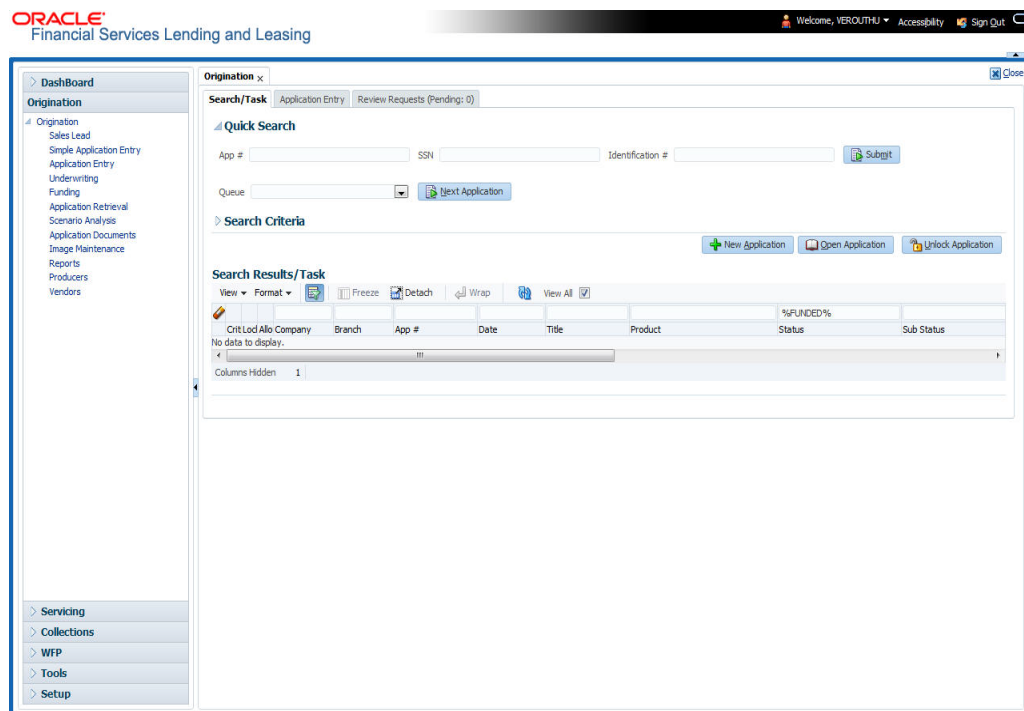 ORACLE'
Financial Services Lending and Leasing
Welcome, VEROUTHU
Accessibility
Sign Out
Close
DashBoard
Origination
Origination
Sales Lead
Simple Application Entry
Application Entry
Underwriting
Funding
Application Retrieval
Scenario Analysis
Application Documents
Image Maintenance
Reports
Producers
Vendors
Servicing
Collections
WFP
Tools
Setup
Origination x
Search/Task Application Entry Review Requests (Pending: 0)
Quick Search
App # SSN Identification # Submit
Queue Next Application
Search Criteria
New Application Open Application Unlock Application
Search Results/Task
View Format Freeze Detach Wrap View All
%FUNDED%
Crit Loc Allo Company Branch App # Date Title Product Status Sub Status
No data to display.
Columns Hidden 1